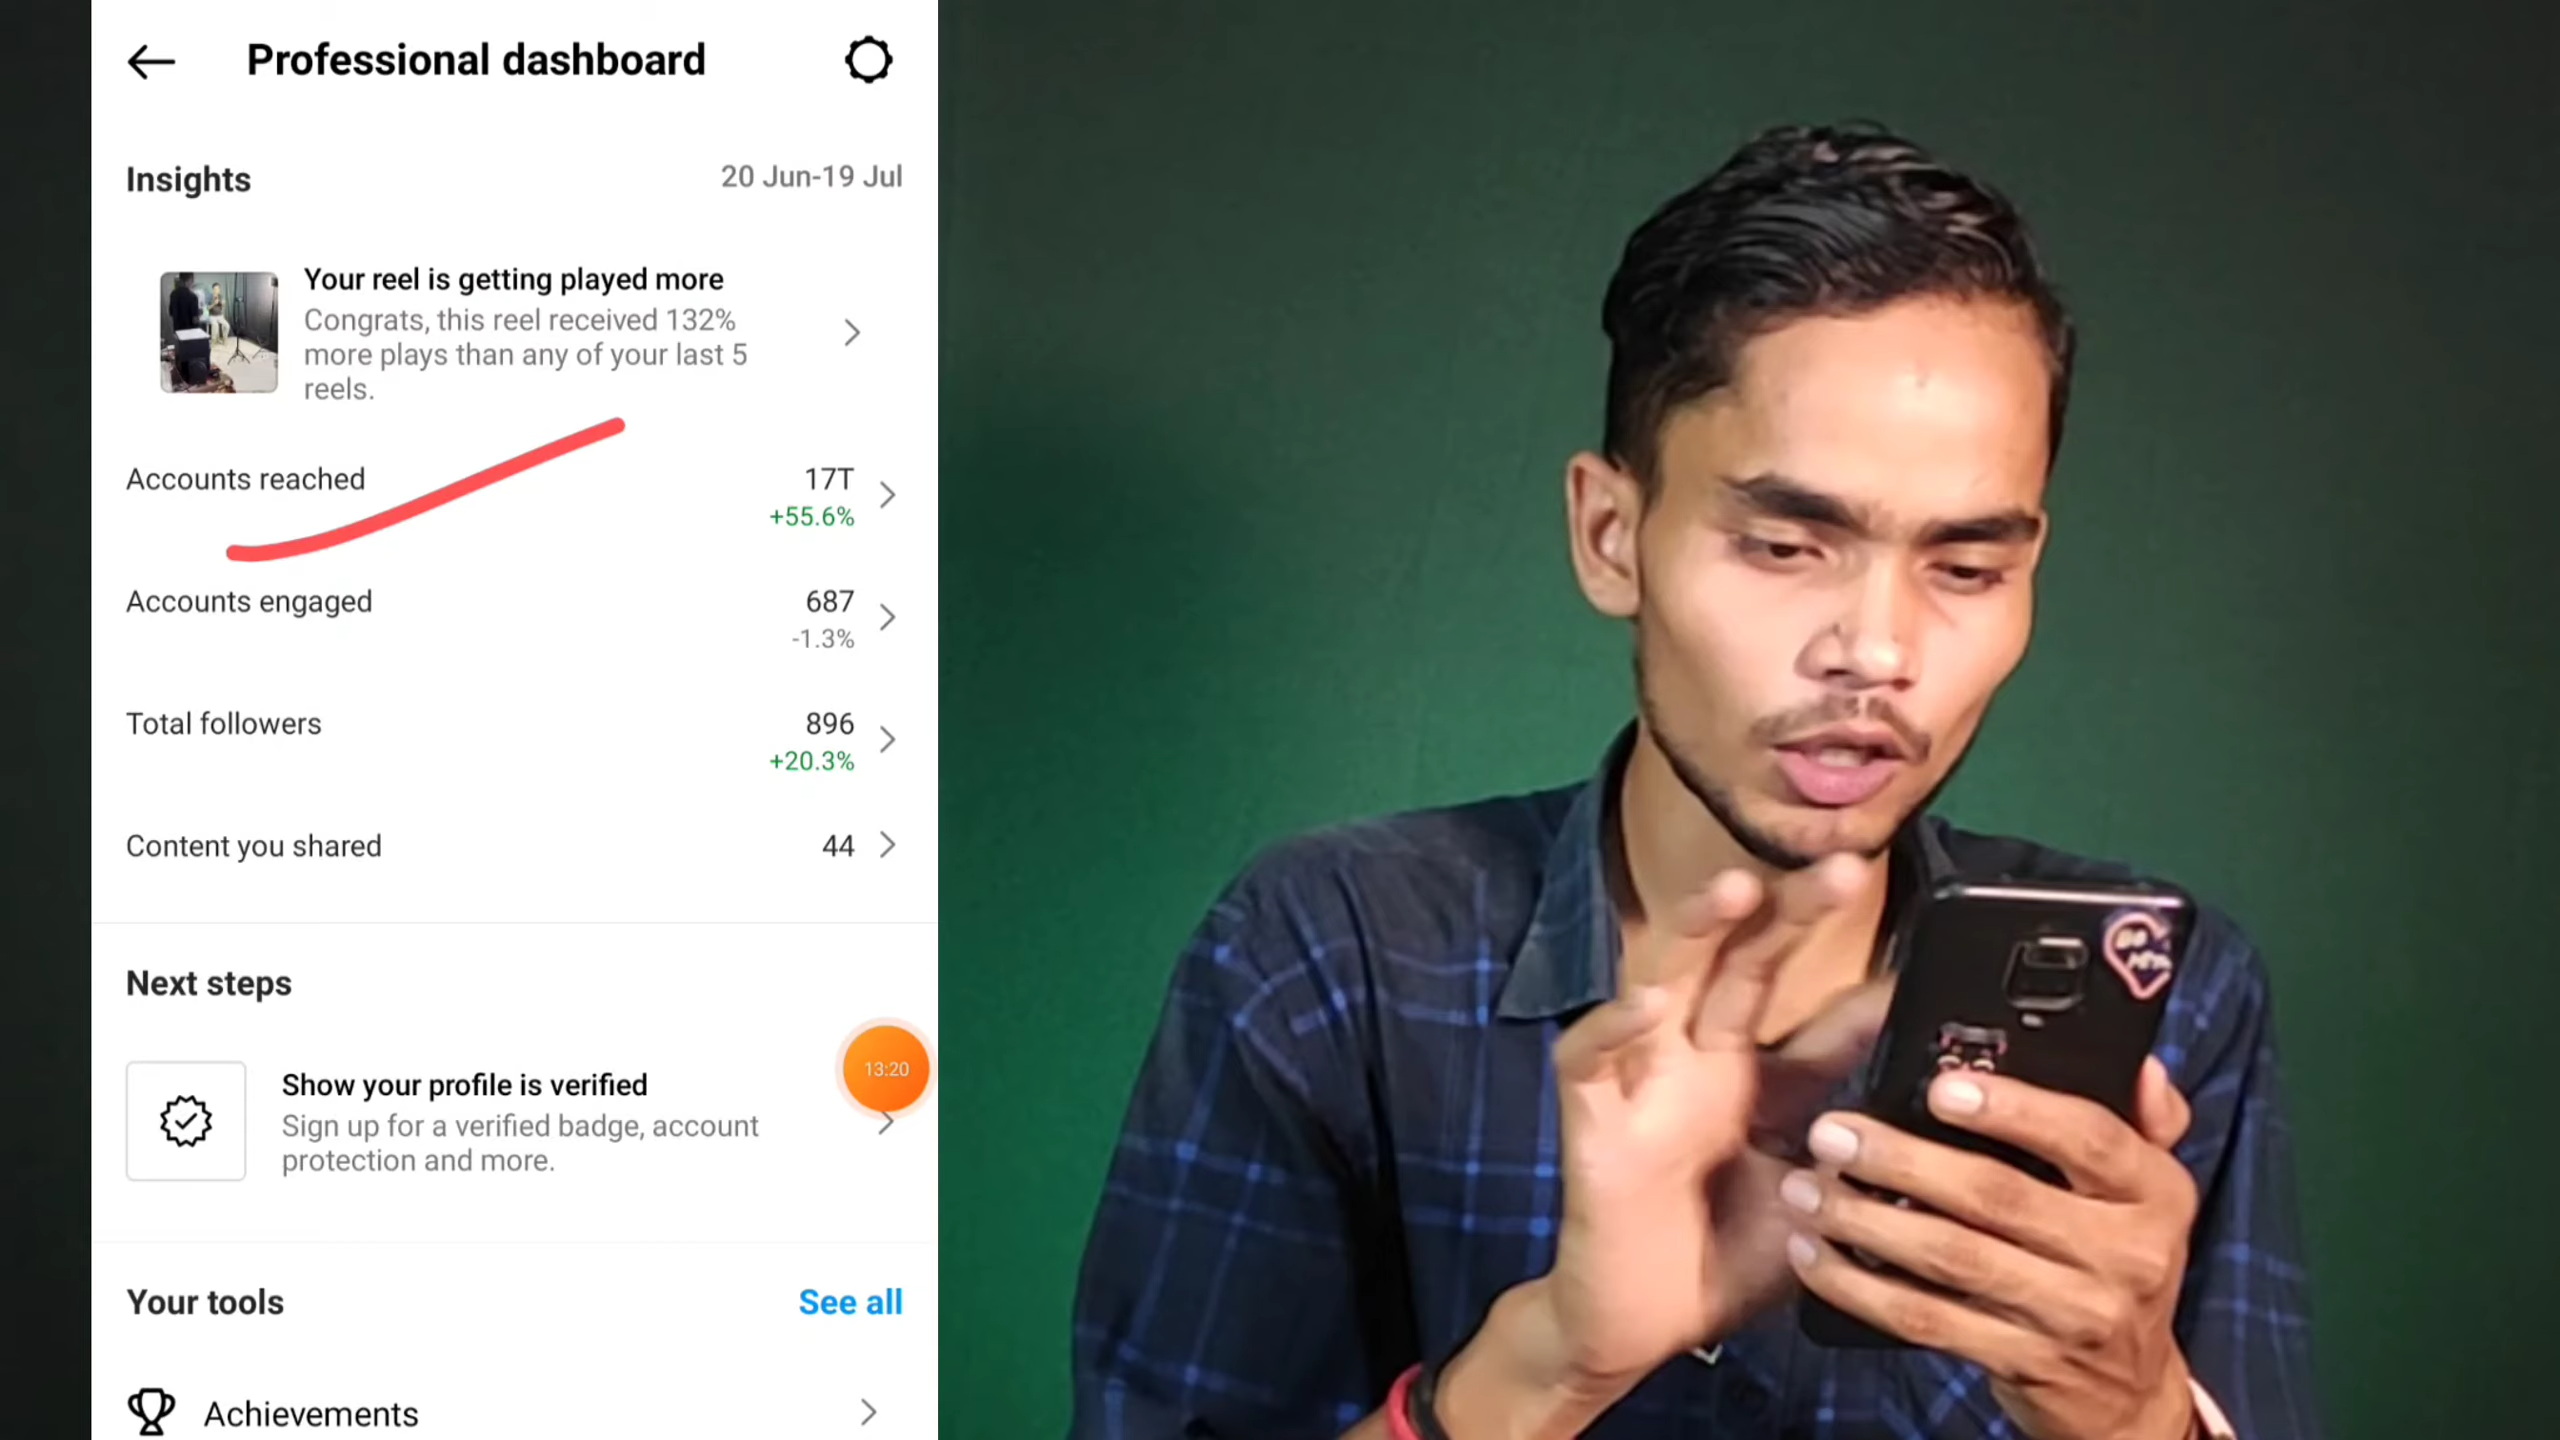 Professional dashboard
Insights
20 Jun-19 Jul
Your reel is getting played more
Congrats, this reel received 132%
more plays than any of your last 5
reels.
Accounts reached
17T
+55.6%
Accounts engaged
687
-1.3%
Total followers
896
+20.3%
Content you shared
44
Next steps
Show your profile is verified
Sign up for a verified badge, account
protection and more.
13:20
Your tools
See all
Achievements